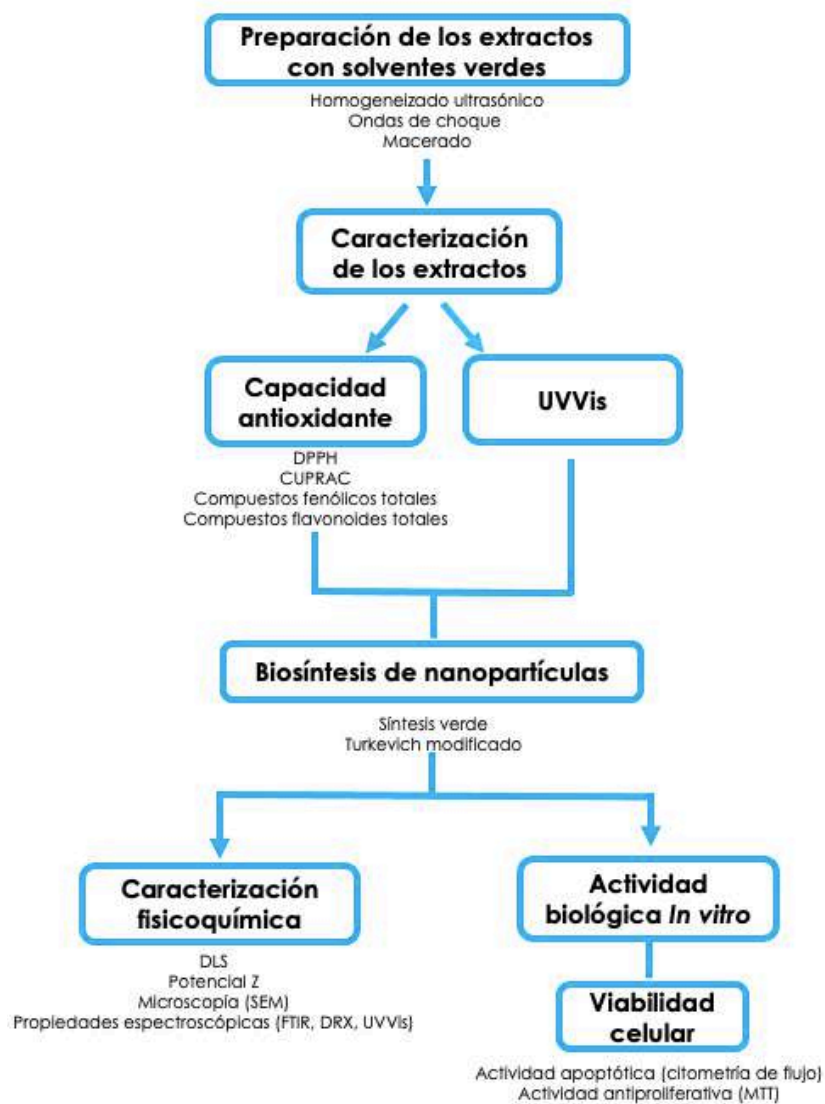 Preparación de los extractos
con solventes verdes
Homogeneizado ultrasónico
Ondas de choque
Macerado
Caracterización
de los extractos
Capacidad
antioxidante
UVVis
DPPH
CUPRAC
Compuestos fenólicos totales
Compuestos flavonoides totales
Biosíntesis de nanopartículas
Síntesis verde
Turkevich modificado
Caracterización
fisicoquímica
DLS
Potencial Z
Microscopía (SEM)
Propiedades espectroscópicas (FTIR, DRX, UVVis)
Actividad
biológica In vitro
Viabilidad
celular
Actividad apoptótica (citometría de flujo)
Actividad antiproliferativa (MTT)